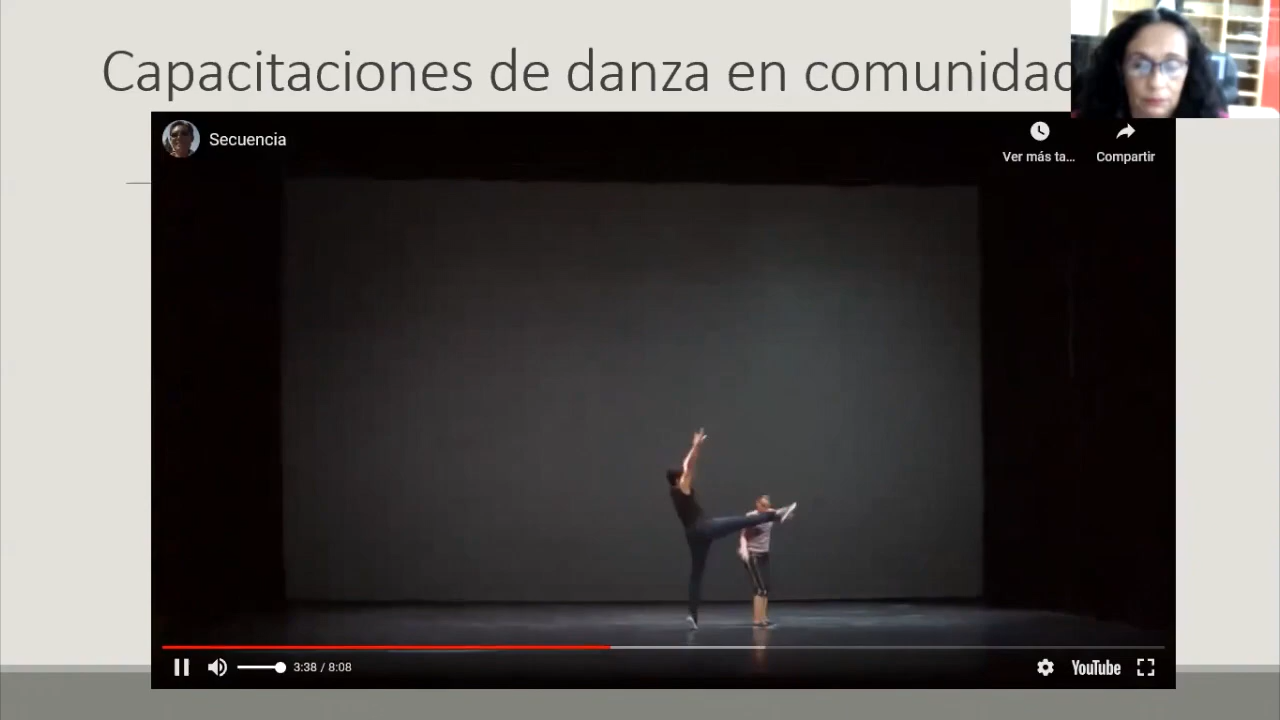 Capacitaciones de danza en comunidad
Secuencia
Ver más ta...
Compartir
3:38 / 8:08
YouTube